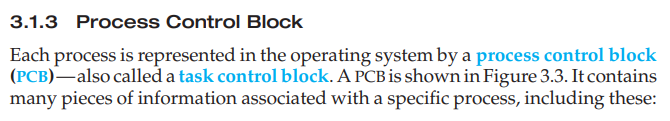 3.1.3 Process Control Block
Each process is represented in the operating system by a process control block
(PCB)—also called a task control block. A PCB is shown in Figure 3.3. It contains
many pieces of information associated with a specific process, including these: